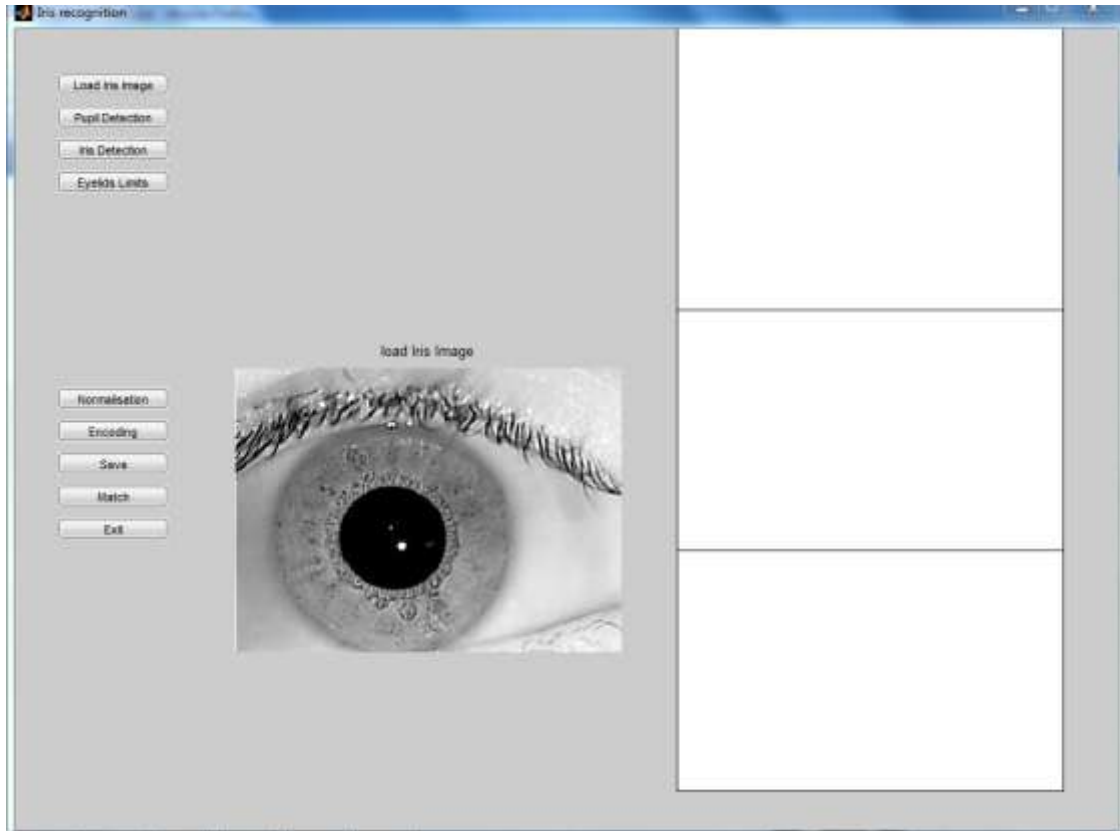 Iris recognition
Load Iris Image
Pupil Detection
Iris Detection
Eyelids Limits
load Iris Image
Normalisation
Encoding
Save
Match
Exit